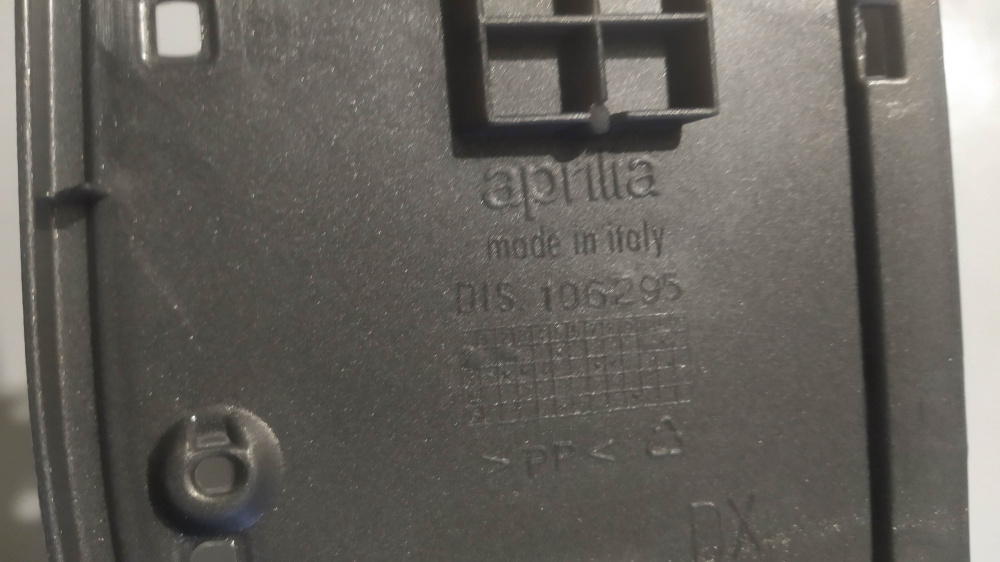 aprilia
made in italy
DIS. 106295
>PP<
DX